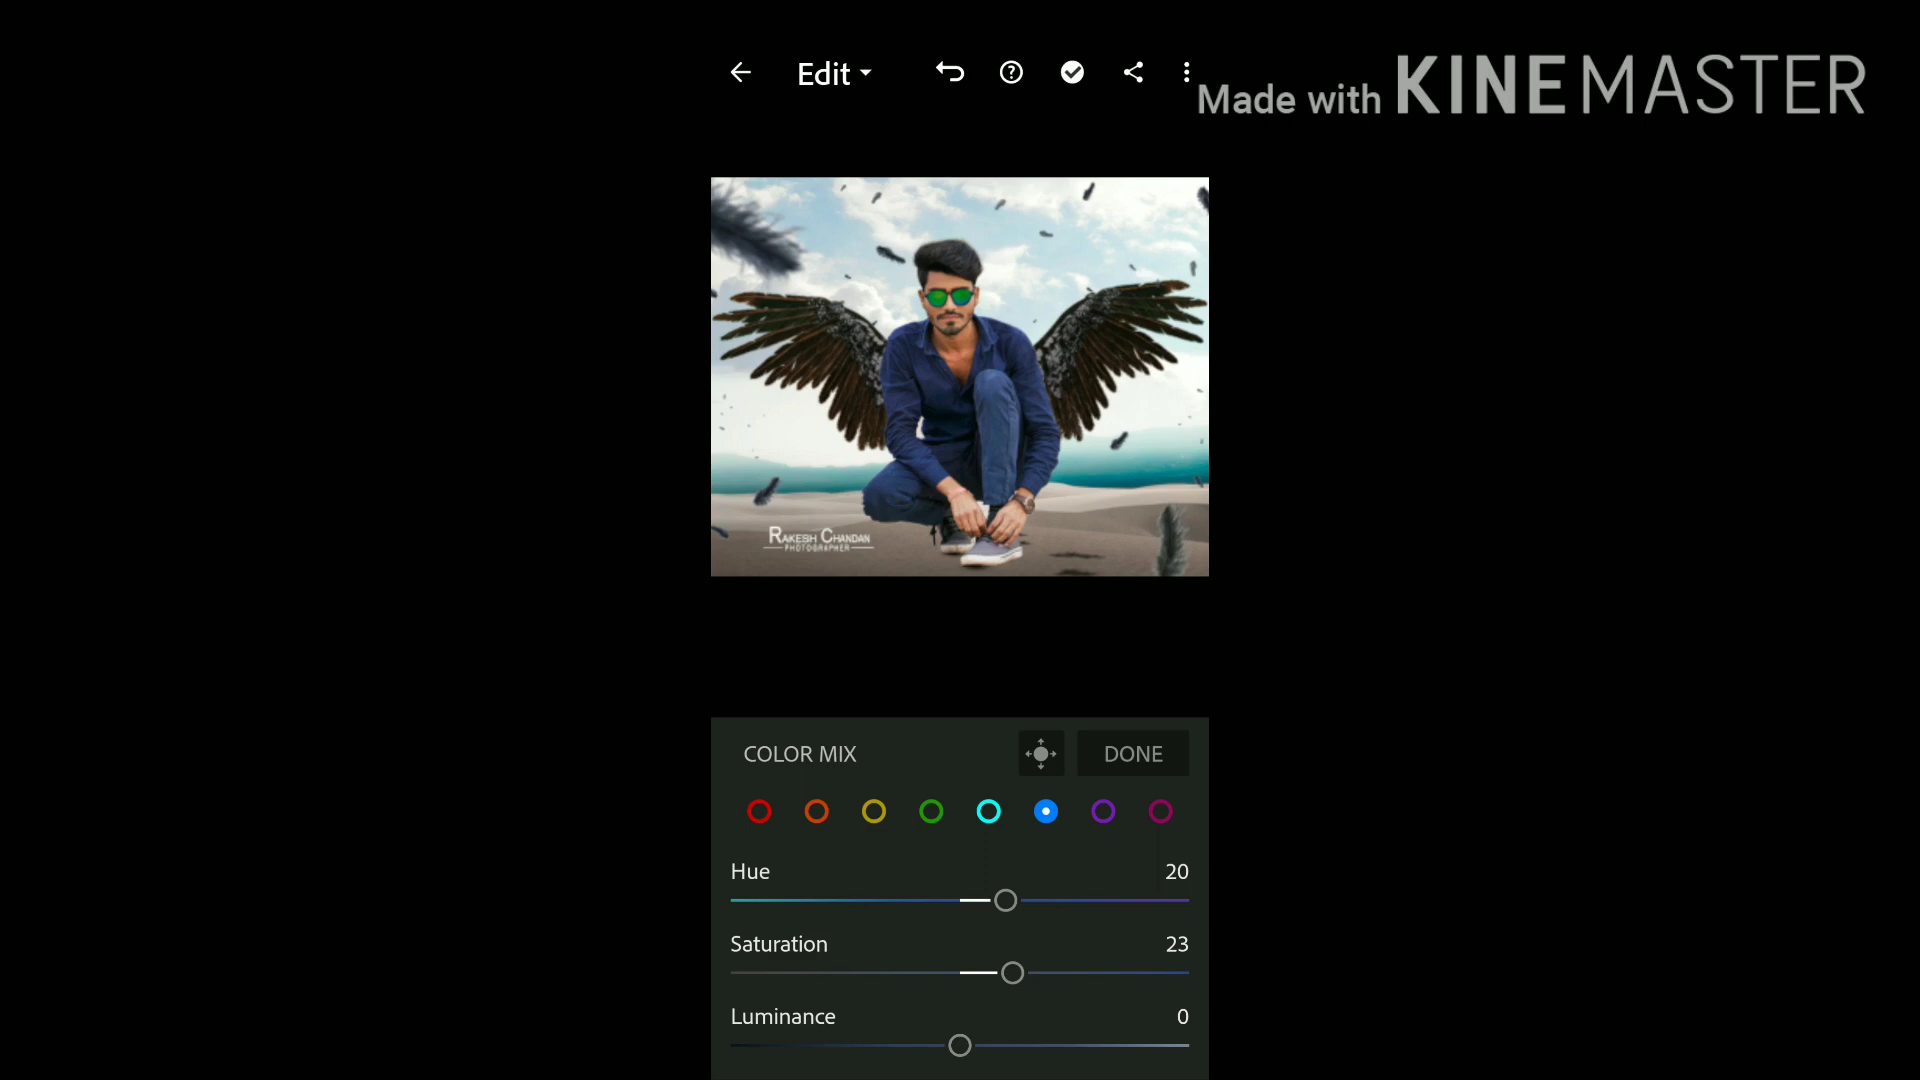 Edit
Made with KINEMASTER
RAKESH CHANDAN
PHOTOGRAPHER
COLOR MIX
DONE
Hue 20
Saturation 23
Luminance 0